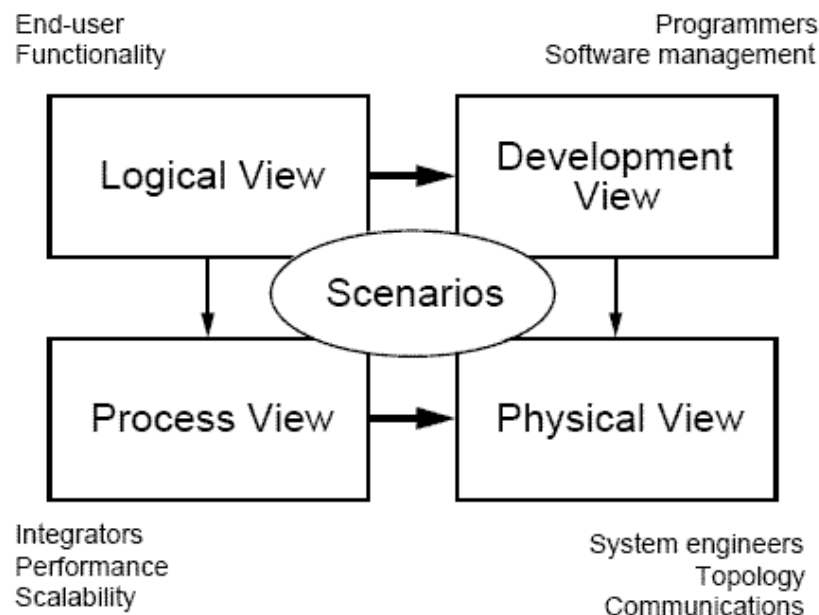 End-user
Functionality
Programmers
Software management
Logical View
Development
View
Scenarios
Process View
Physical View
Integrators
Performance
Scalability
System engineers
Topology
Communications